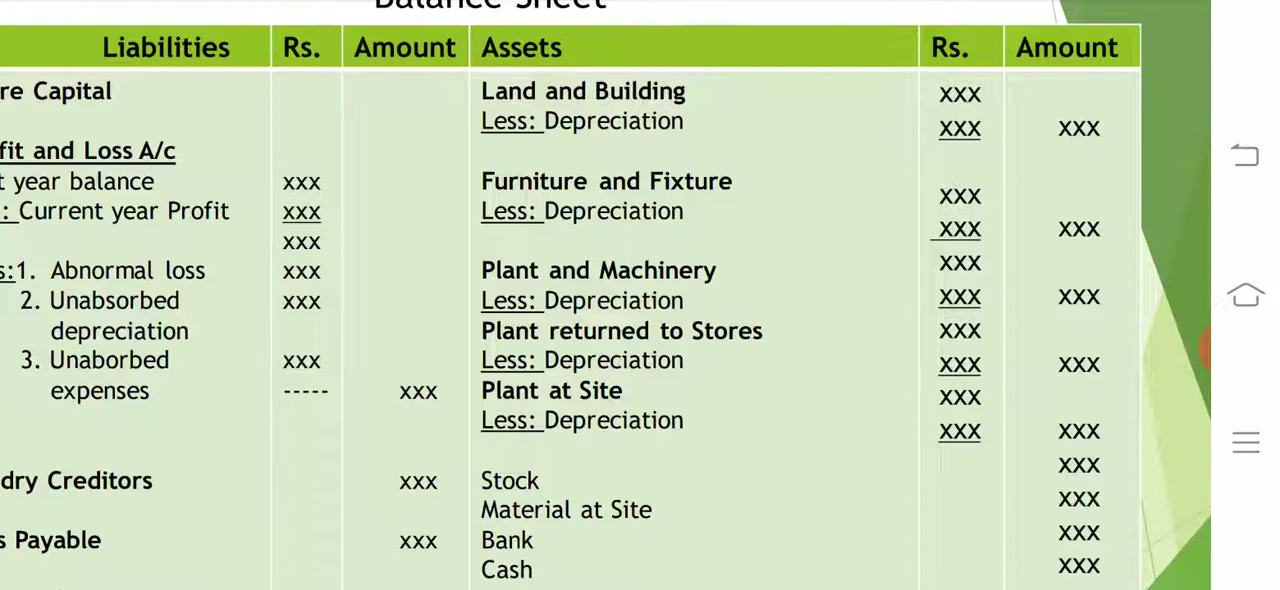 Balance Sheet
Liabilities Rs. Amount Assets Rs. Amount
re Capital Land and Building xxx
Less: Depreciation xxx xxx
fit and Loss A/c
t year balance xxx Furniture and Fixture xxx
: Current year Profit xxx Less: Depreciation xxx xxx
xxx
s:1. Abnormal loss xxx Plant and Machinery xxx
2. Unabsorbed xxx Less: Depreciation xxx xxx
depreciation Plant returned to Stores xxx
3. Unaborbed xxx Less: Depreciation xxx xxx
expenses ----- xxx Plant at Site xxx
Less: Depreciation xxx xxx
xxx
dry Creditors xxx Stock
Material at Site xxx
s Payable xxx Bank xxx
Cash xxx